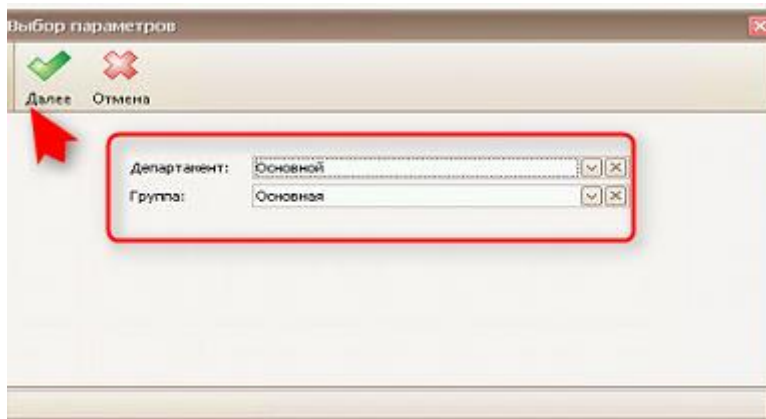 Выбор параметров
Далее Отмена
Департамент: Основной
Группа: Основная